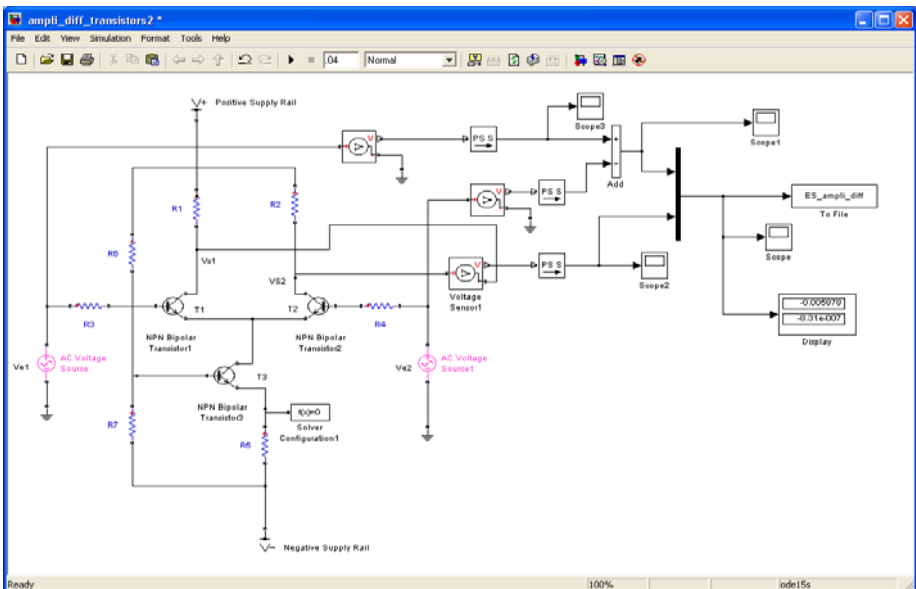 ampli_diff_transistors2 *
File Edit View Simulation Format Tools Help
.04 Normal
V+ Positive Supply Rail
V
PS S
Scope3
Scope1
+
-
Add
R1
R2
V
PS S
ES_ampli_diff
To File
R6
Vs1
VS2
V
PS S
Scope
Voltage
Sensor1
Scope2
-0.005878
-8.31e-007
Display
R3
T1
T2
R4
NPN Bipolar
Transistor1
NPN Bipolar
Transistor2
Ve1
AC Voltage
Source
Ve2
AC Voltage
Source1
T3
NPN Bipolar
Transistor3
f(x)=0
Solver
Configuration1
R7
R5
V- Negative Supply Rail
Ready 100% ode15s